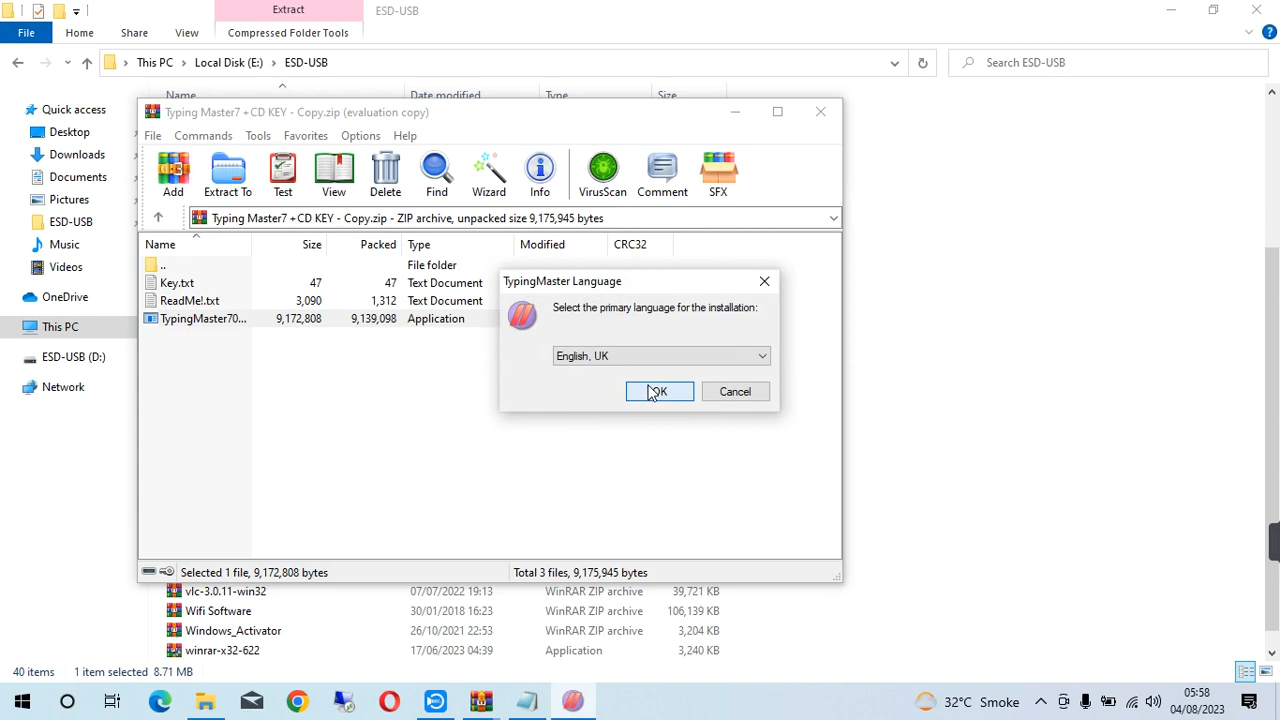 Extract
ESD-USB
File
Home
Share
View
Compressed Folder Tools
This PC
Local Disk (E:)
ESD-USB
Search ESD-USB
Name
Date modified
Type
Size
Quick access
Desktop
Downloads
Documents
Pictures
ESD-USB
Music
Videos
OneDrive
This PC
ESD-USB (D:)
Network
Typing Master7 +CD KEY - Copy.zip (evaluation copy)
File
Commands
Tools
Favorites
Options
Help
Add
Extract To
Test
View
Delete
Find
Wizard
Info
VirusScan
Comment
SFX
Typing Master7 +CD KEY - Copy.zip - ZIP archive, unpacked size 9,175,945 bytes
Name
Size
Packed
Type
Modified
CRC32
..
File folder
Key.txt
47
47
Text Document
ReadMe!.txt
3,090
1,312
Text Document
TypingMaster70...
9,172,808
9,139,098
Application
TypingMaster Language
Select the primary language for the installation:
English, UK
OK
Cancel
Selected 1 file, 9,172,808 bytes
Total 3 files, 9,175,945 bytes
vlc-3.0.11-win32
07/07/2022 19:13
WinRAR ZIP archive
39,721 KB
Wifi Software
30/01/2018 16:23
WinRAR ZIP archive
106,139 KB
Windows_Activator
26/10/2021 22:53
WinRAR ZIP archive
3,204 KB
winrar-x32-622
17/06/2023 04:39
Application
3,240 KB
40 items
1 item selected 8.71 MB
32°C Smoke
05:58
04/08/2023